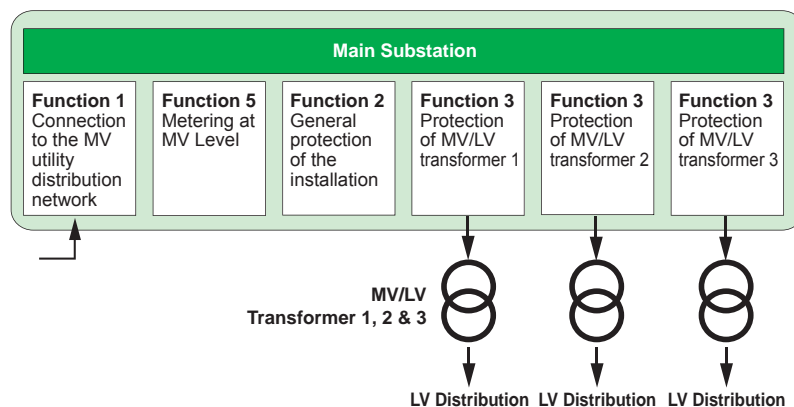 Main Substation
Function 1
Connection
to the MV
utility
distribution
network
Function 5
Metering at
MV Level
Function 2
General
protection
of the
installation
Function 3
Protection
of MV/LV
transformer 1
Function 3
Protection
of MV/LV
transformer 2
Function 3
Protection
of MV/LV
transformer 3
MV/LV
Transformer 1, 2 & 3
LV Distribution
LV Distribution
LV Distribution